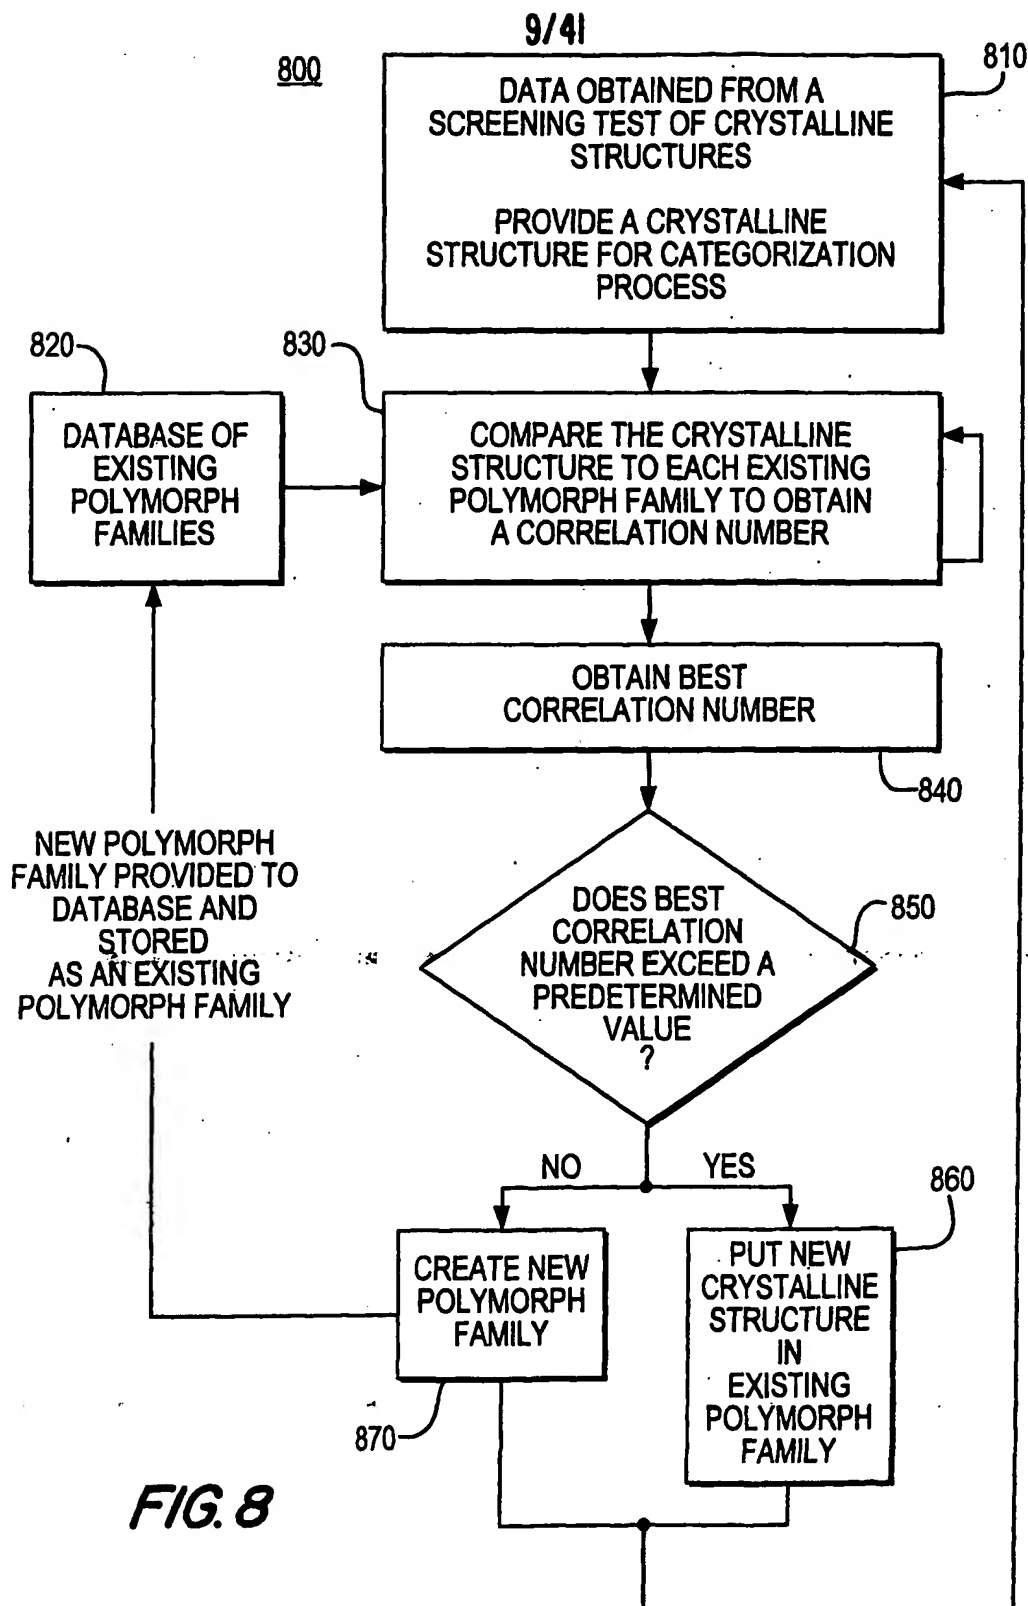 9/41
800
810
DATA OBTAINED FROM A
SCREENING TEST OF CRYSTALLINE
STRUCTURES
PROVIDE A CRYSTALLINE
STRUCTURE FOR CATEGORIZATION
PROCESS
820
DATABASE OF
EXISTING
POLYMORPH
FAMILIES
830
COMPARE THE CRYSTALLINE
STRUCTURE TO EACH EXISTING
POLYMORPH FAMILY TO OBTAIN
A CORRELATION NUMBER
OBTAIN BEST
CORRELATION NUMBER
840
NEW POLYMORPH
FAMILY PROVIDED TO
DATABASE AND
STORED
AS AN EXISTING
POLYMORPH FAMILY
DOES BEST
CORRELATION
NUMBER EXCEED A
PREDETERMINED
VALUE
?
850
NO
YES
860
CREATE NEW
POLYMORPH
FAMILY
870
PUT NEW
CRYSTALLINE
STRUCTURE
IN
EXISTING
POLYMORPH
FAMILY
FIG. 8